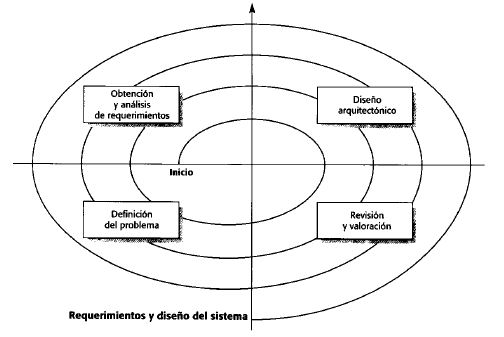 Obtención
y análisis
de requerimientos
Diseño
arquitectónico
Inicio
Definición
del problema
Revisión
y valoración
Requerimientos y diseño del sistema